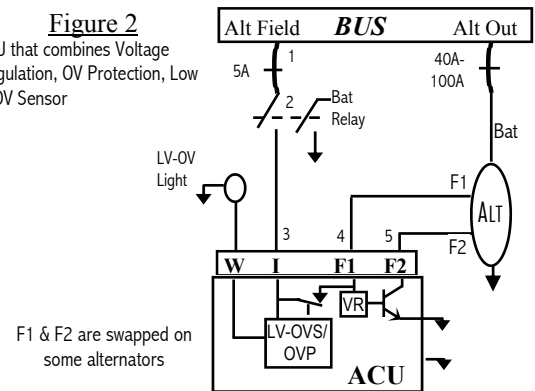 Figure 2
U that combines Voltage
gulation, OV Protection, Low
OV Sensor
Alt Field BUS Alt Out
5A
1
40A-
100A
2
Bat
Relay
Bat
LV-OV
Light
F1
ALT
3
4
5
F2
W I F1 F2
VR
LV-OVS/
OVP
ACU
F1 & F2 are swapped on
some alternators